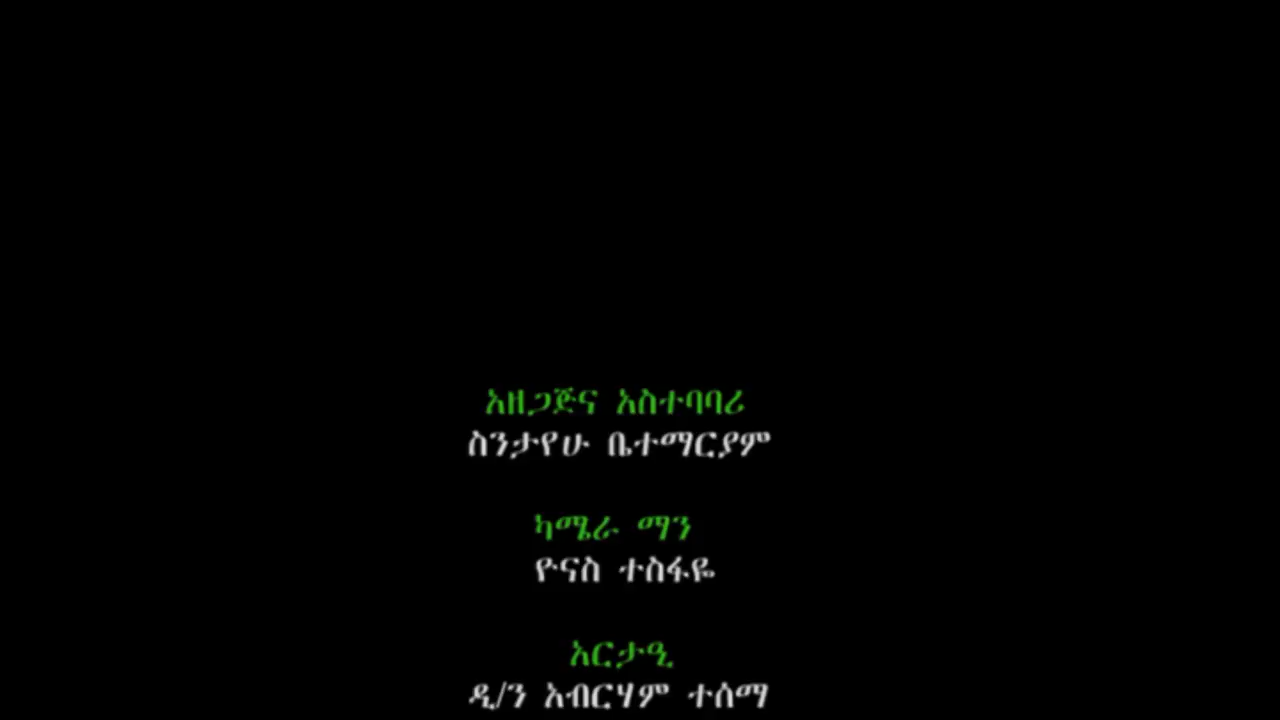 አዘጋጅና አስተባባሪ
ስንታየሁ ቤተማርያም
ካሜራ ማን
ዮናስ ተስፋዬ
አርታዒ
ዲ/ን አብርሃም ተሰማ